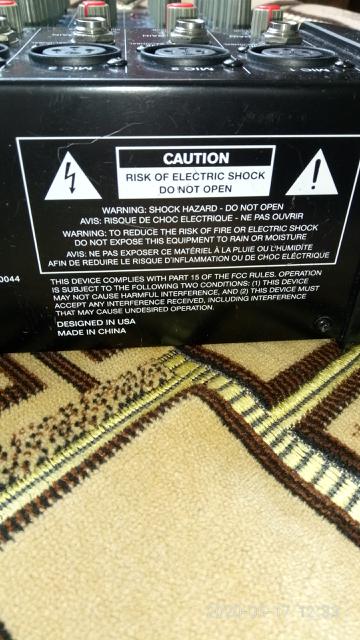 GAIN
GAIN
GAIN
MIC 3
MIC 2
MIC 1
CAUTION
RISK OF ELECTRIC SHOCK
DO NOT OPEN
WARNING: SHOCK HAZARD - DO NOT OPEN
AVIS: RISQUE DE CHOC ELECTRIQUE - NE PAS OUVRIR
WARNING: TO REDUCE THE RISK OF FIRE OR ELECTRIC SHOCK
DO NOT EXPOSE THIS EQUIPMENT TO RAIN OR MOISTURE
AVIS: NE PAS EXPOSER CE MATÉRIEL À LA PLUIE OU L'HUMIDITÉ
AFIN DE REDUIRE LE RISQUE D'INFLAMMATION OU DE CHOC ELÉCTRIQUE
0044
THIS DEVICE COMPLIES WITH PART 15 OF THE FCC RULES. OPERATION
IS SUBJECT TO THE FOLLOWING TWO CONDITIONS: (1) THIS DEVICE
MAY NOT CAUSE HARMFUL INTERFERENCE, AND (2) THIS DEVICE MUST
ACCEPT ANY INTERFERENCE RECEIVED, INCLUDING INTERFERENCE
THAT MAY CAUSE UNDESIRED OPERATION.
DESIGNED IN USA
MADE IN CHINA